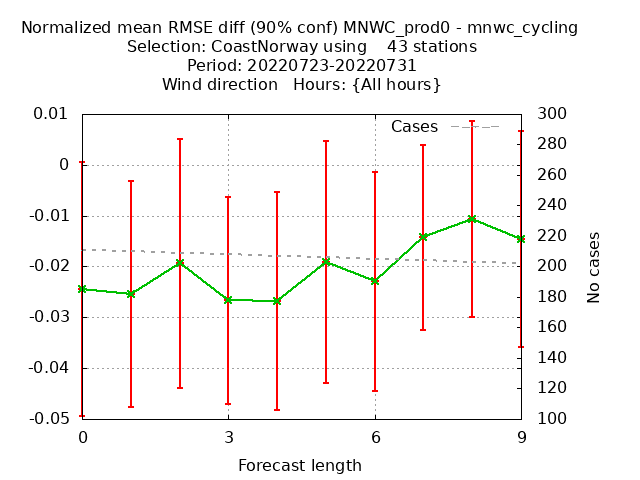 Normalized mean RMSE diff (90% conf) MNWC_prod0 - mnwc_cycling
Selection: CoastNorway using    43 stations
Period: 20220723-20220731
Wind direction   Hours: {All hours}
0.01
0
-0.01
-0.02
-0.03
-0.04
-0.05
Cases
300
280
260
240
220
200
180
160
140
120
100
No cases
0 3 6 9
Forecast length